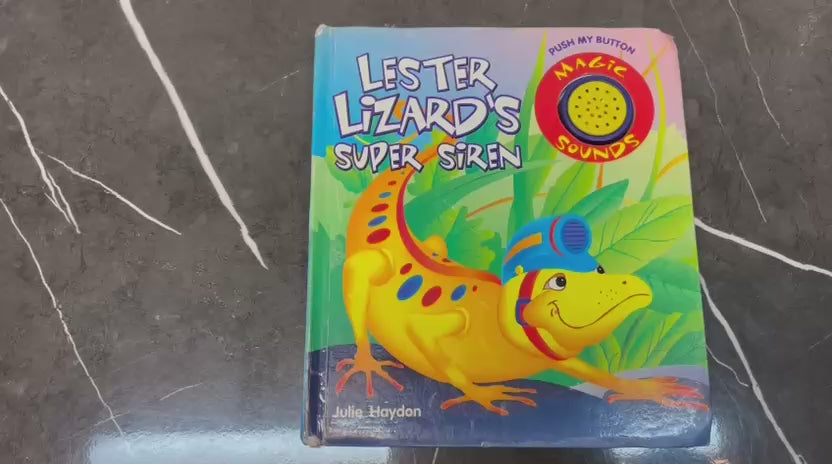 LESTER
LiZARD'S
SUPER SiREN
PUSH MY BUTTON
MAGiC
SOUNDS
Julie Haydon